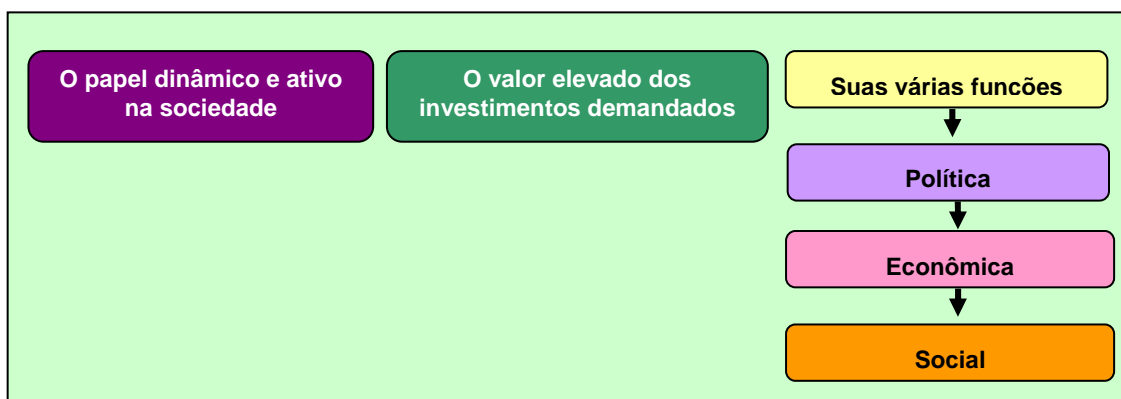 O papel dinâmico e ativo
na sociedade
O valor elevado dos
investimentos demandados
Suas várias funcões
Política
Econômica
Social